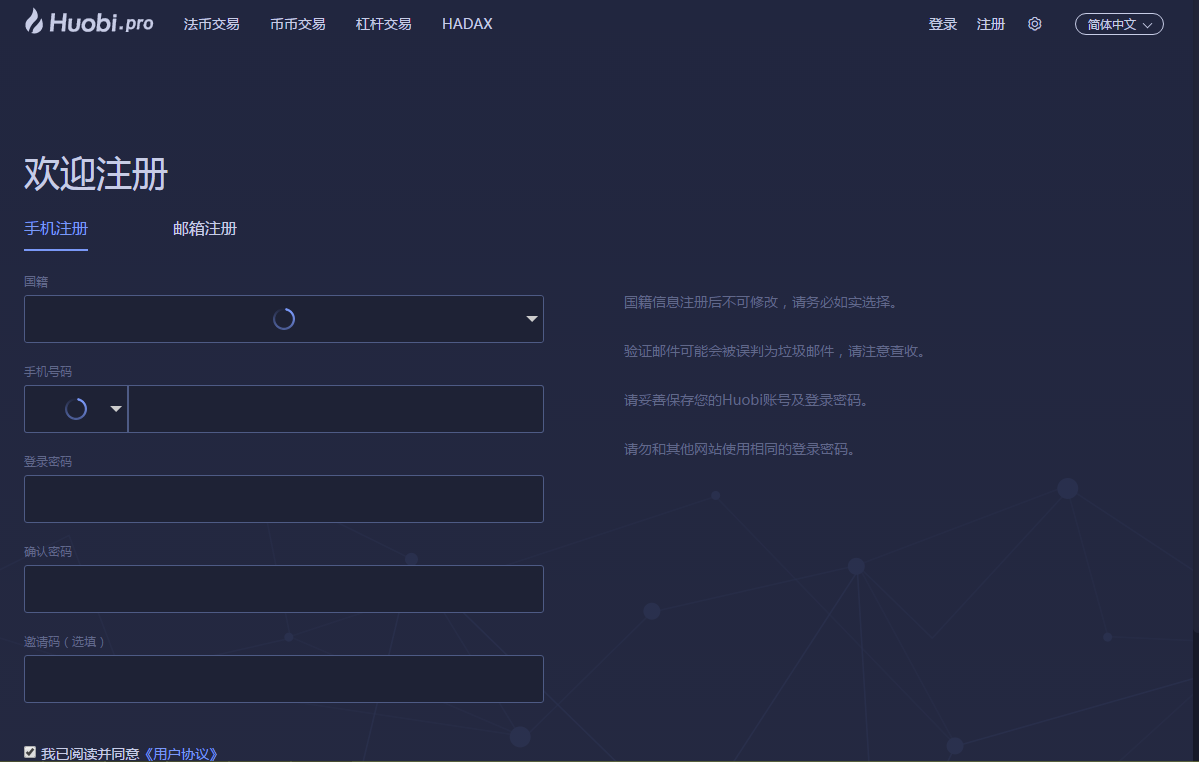 Huobi.pro 法币交易 币币交易 杠杆交易 HADAX 登录 注册 简体中文
欢迎注册
手机注册 邮箱注册
国籍
国籍信息注册后不可修改，请务必如实选择。
验证邮件可能会被误判为垃圾邮件，请注意查收。
手机号码
请妥善保存您的Huobi账号及登录密码。
请勿和其他网站使用相同的登录密码。
登录密码
确认密码
邀请码（选填）
我已阅读并同意《用户协议》